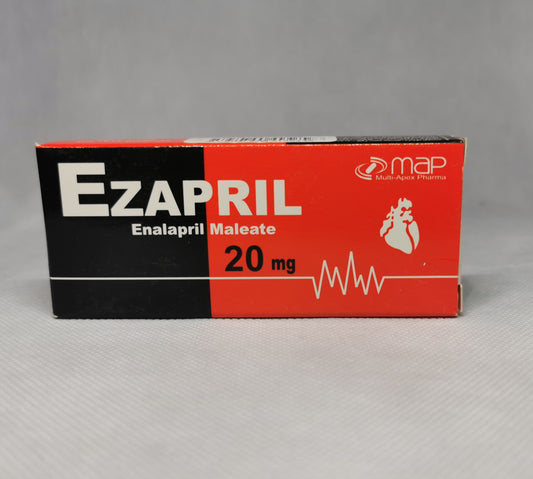 EZAPRIL
Enalapril Maleate
20 mg
map
Multi-Apex Pharma